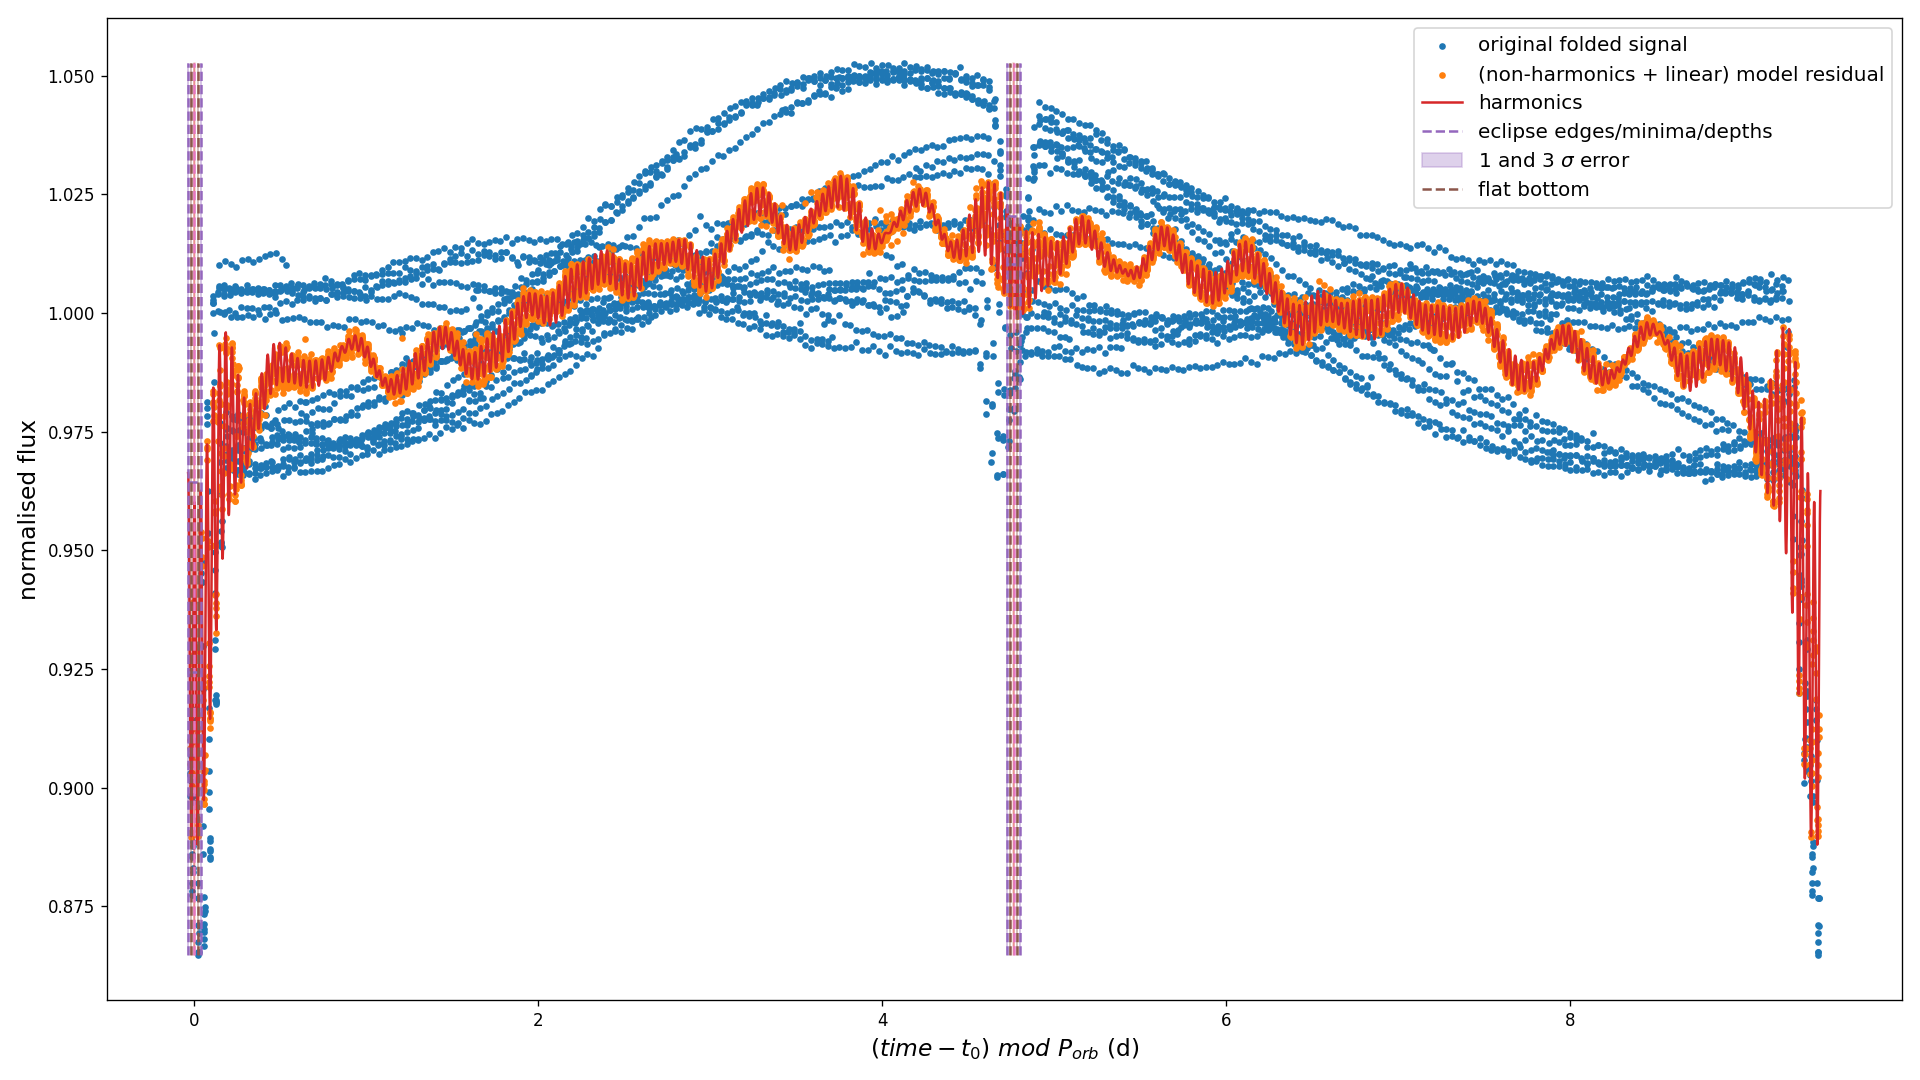 original folded signal
(non-harmonics + linear) model residual
harmonics
eclipse edges/minima/depths
1 and 3 σ error
flat bottom
normalised flux
1.050
1.025
1.000
0.975
0.950
0.925
0.900
0.875
0 2 4 6 8
(time − t₀) mod P_orb (d)